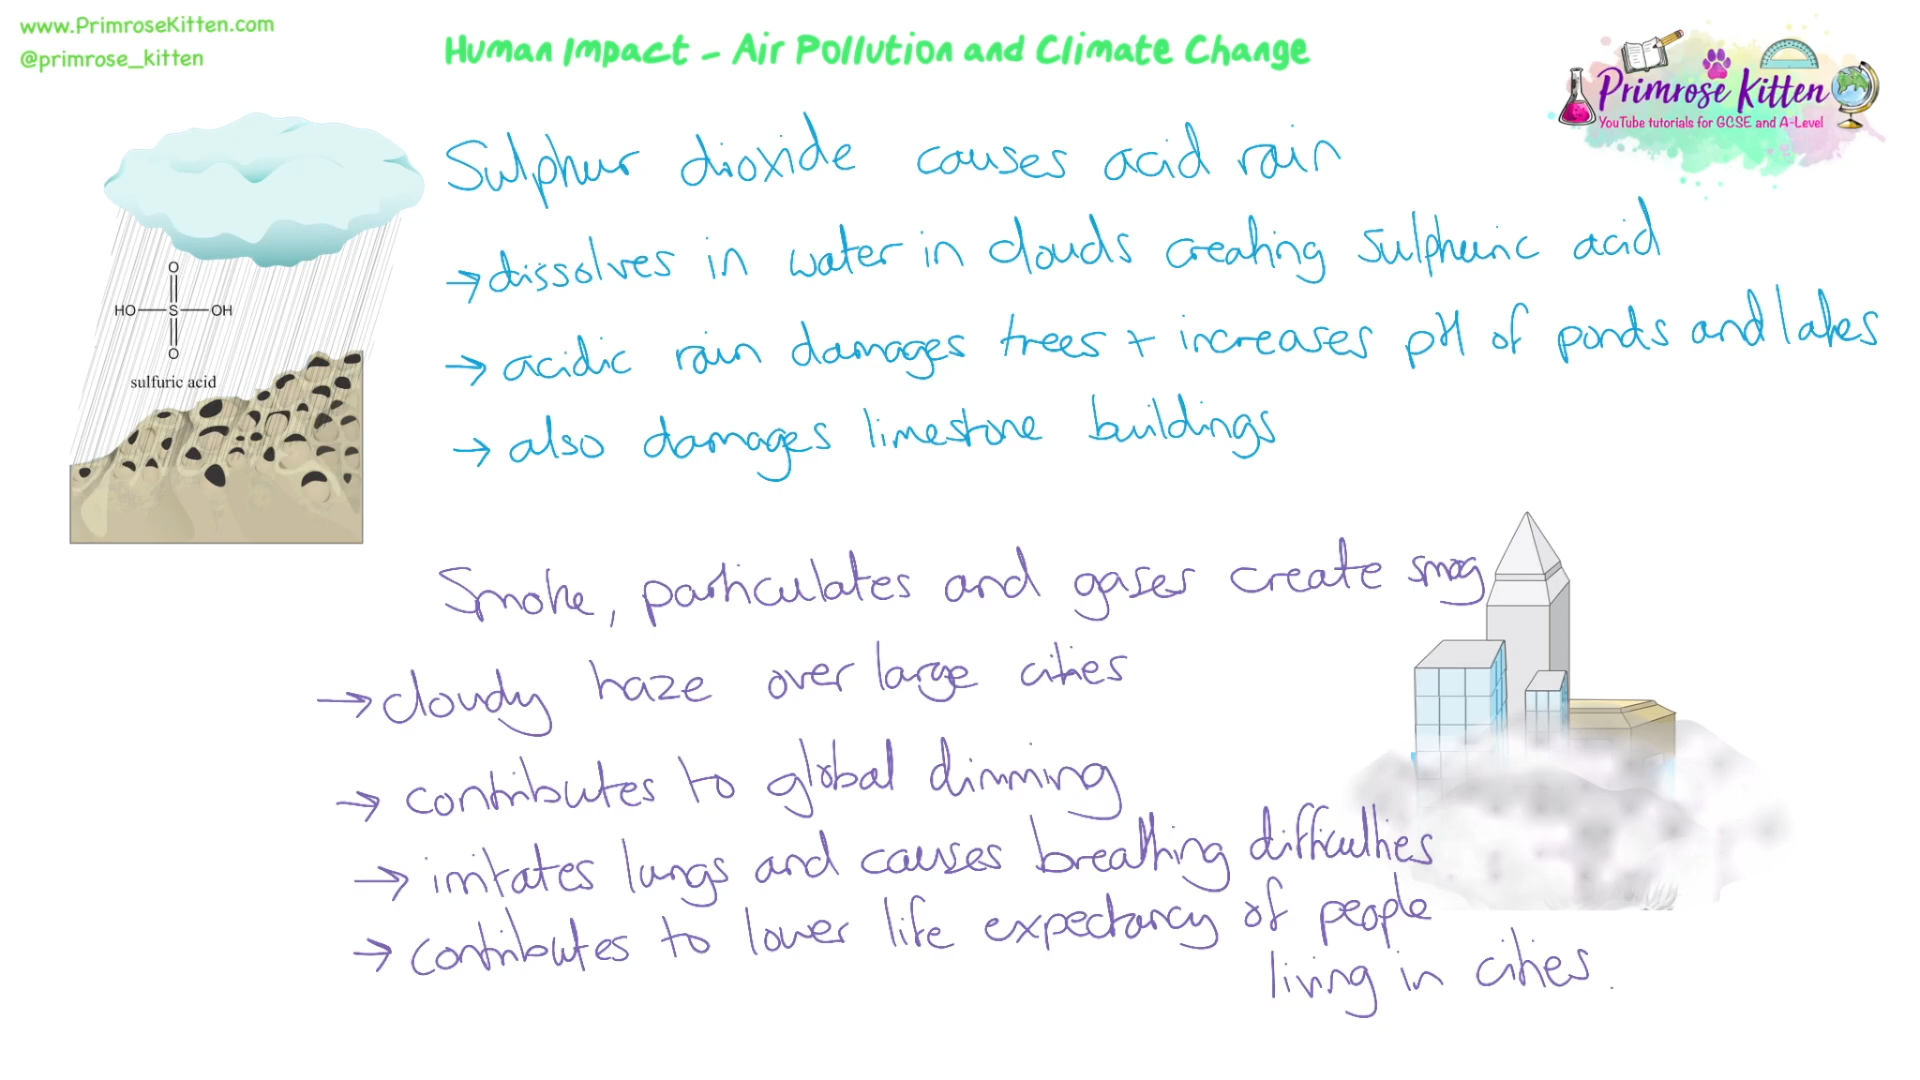 www.PrimroseKitten.com
@primrose_kitten
Human Impact - Air Pollution and Climate Change
Primrose Kitten
YouTube tutorials for GCSE and A-Level
Sulphur dioxide causes acid rain
→ dissolves in water in clouds creating sulphuric acid
→ acidic rain damages trees + increases pH of ponds and lakes
→ also damages limestone buildings
O
HO S OH
O
sulfuric acid
Smoke, particulates and gases create smog
→ cloudy haze over large cities
→ contributes to global dimming
→ irritates lungs and causes breathing difficulties
→ contributes to lower life expectancy of people
living in cities.